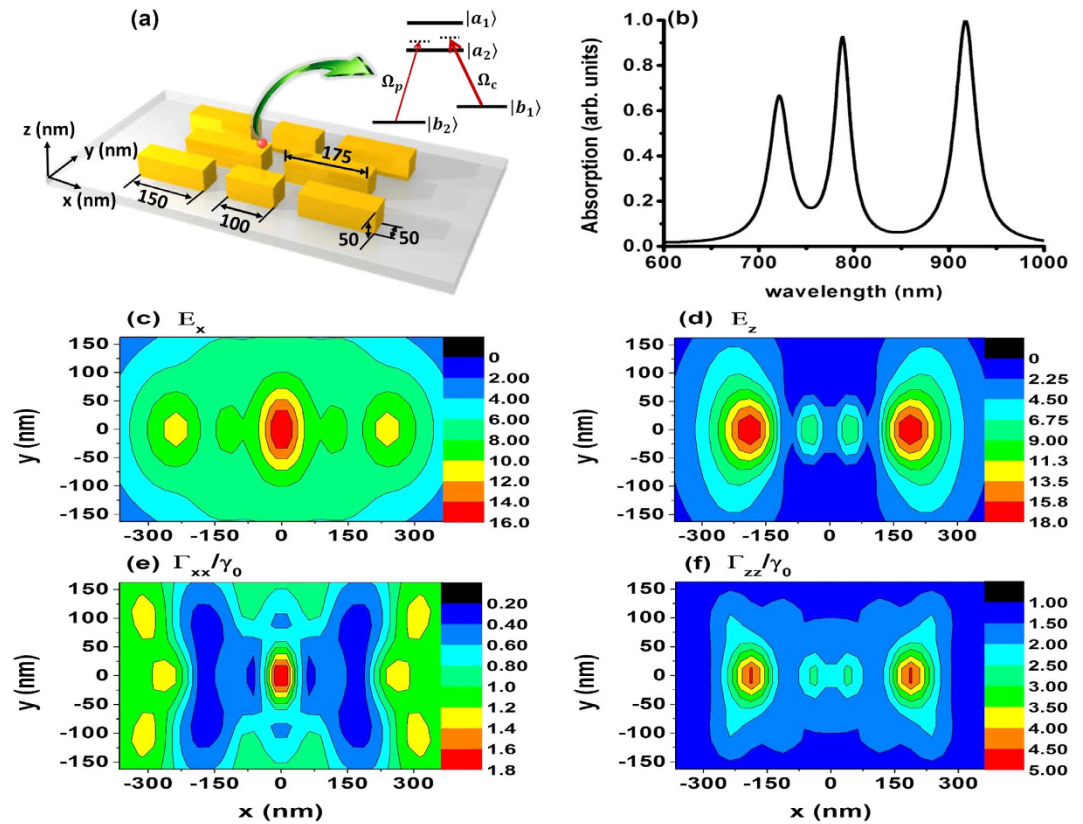 (a)
|a₁⟩
|a₂⟩
Ωₚ
Ω_c
|b₁⟩
|b₂⟩
z (nm)
y (nm)
x (nm)
175
150
100
50
50
(b)
Absorption (arb. units)
1.0
0.8
0.6
0.4
0.2
0.0
600 700 800 900 1000
wavelength (nm)
(c) E_x
y (nm)
150
100
50
0
-50
-100
-150
-300 -150 0 150 300
0
2.00
4.00
6.00
8.00
10.0
12.0
14.0
16.0
(d) E_z
y (nm)
150
100
50
0
-50
-100
-150
-300 -150 0 150 300
0
2.25
4.50
6.75
9.00
11.3
13.5
15.8
18.0
(e) Γ_xx/γ₀
y (nm)
150
100
50
0
-50
-100
-150
-300 -150 0 150 300
x (nm)
0.20
0.40
0.60
0.80
1.0
1.2
1.4
1.6
1.8
(f) Γ_zz/γ₀
y (nm)
150
100
50
0
-50
-100
-150
-300 -150 0 150 300
x (nm)
1.00
1.50
2.00
2.50
3.00
3.50
4.00
4.50
5.00